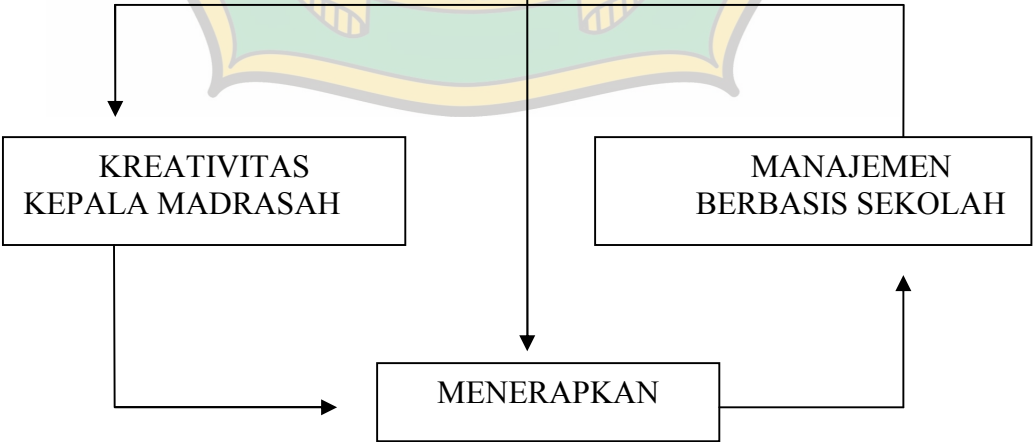 KREATIVITAS
KEPALA MADRASAH
MANAJEMEN
BERBASIS SEKOLAH
MENERAPKAN